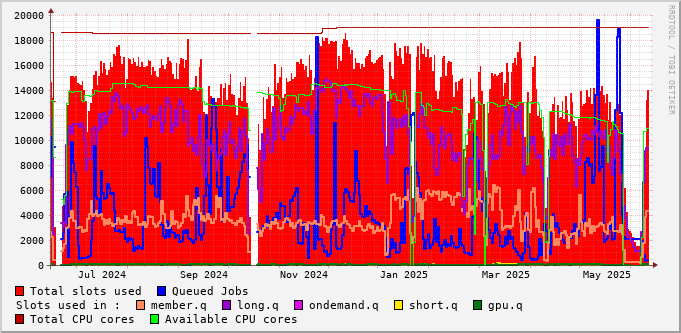 20000
18000
16000
14000
12000
10000
8000
6000
4000
2000
0
Jul 2024 Sep 2024 Nov 2024 Jan 2025 Mar 2025 May 2025
Total slots used Queued Jobs
Slots used in : member.q long.q ondemand.q short.q gpu.q
Total CPU cores Available CPU cores
RRDTOOL / TOBI OETIKER